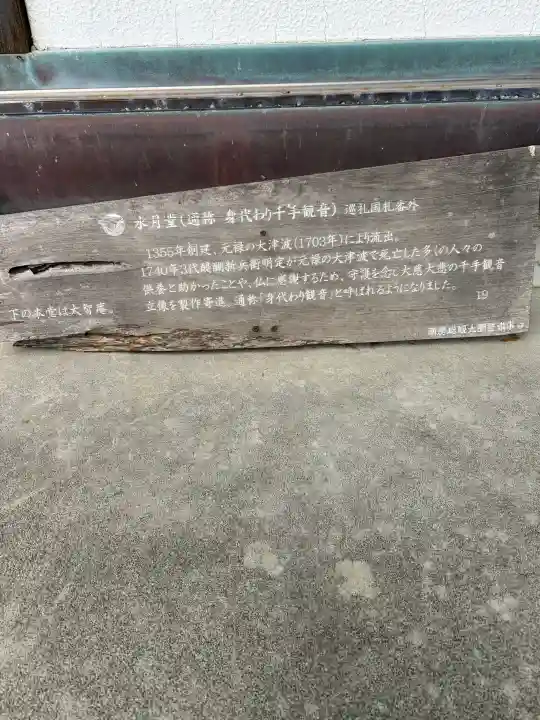 水月堂(通称 身代わり千手観音) 巡礼国札番外
1355年創建、元禄の大津波(1703年)により流出。
1740年3代醍醐新兵衛明定が元禄の大津波で死亡した多くの人々の
供養と助かったことや、仏に感謝するため、守護を念じ大慈大悲の千手観音
立像を製作寄進。通称「身代わり観音」と呼ばれるようになりました。
下の本堂は大智庵。
19